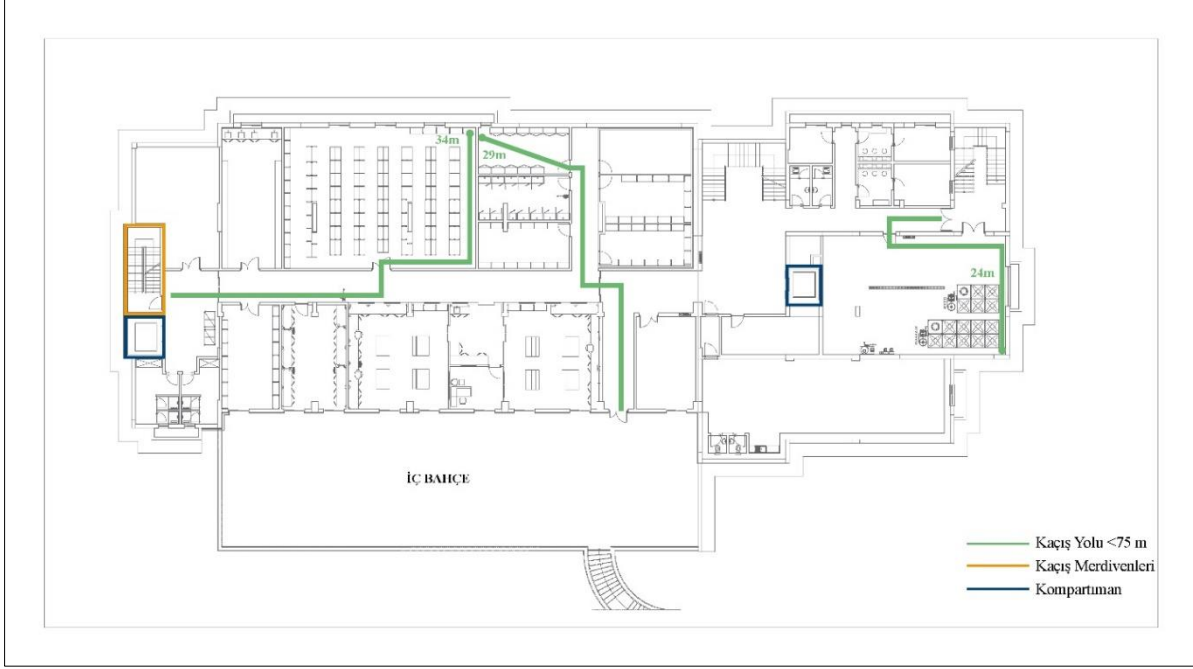 34m
29m
24m
İÇ BAHÇE
Kaçış Yolu <75 m
Kaçış Merdivenleri
Kompartıman